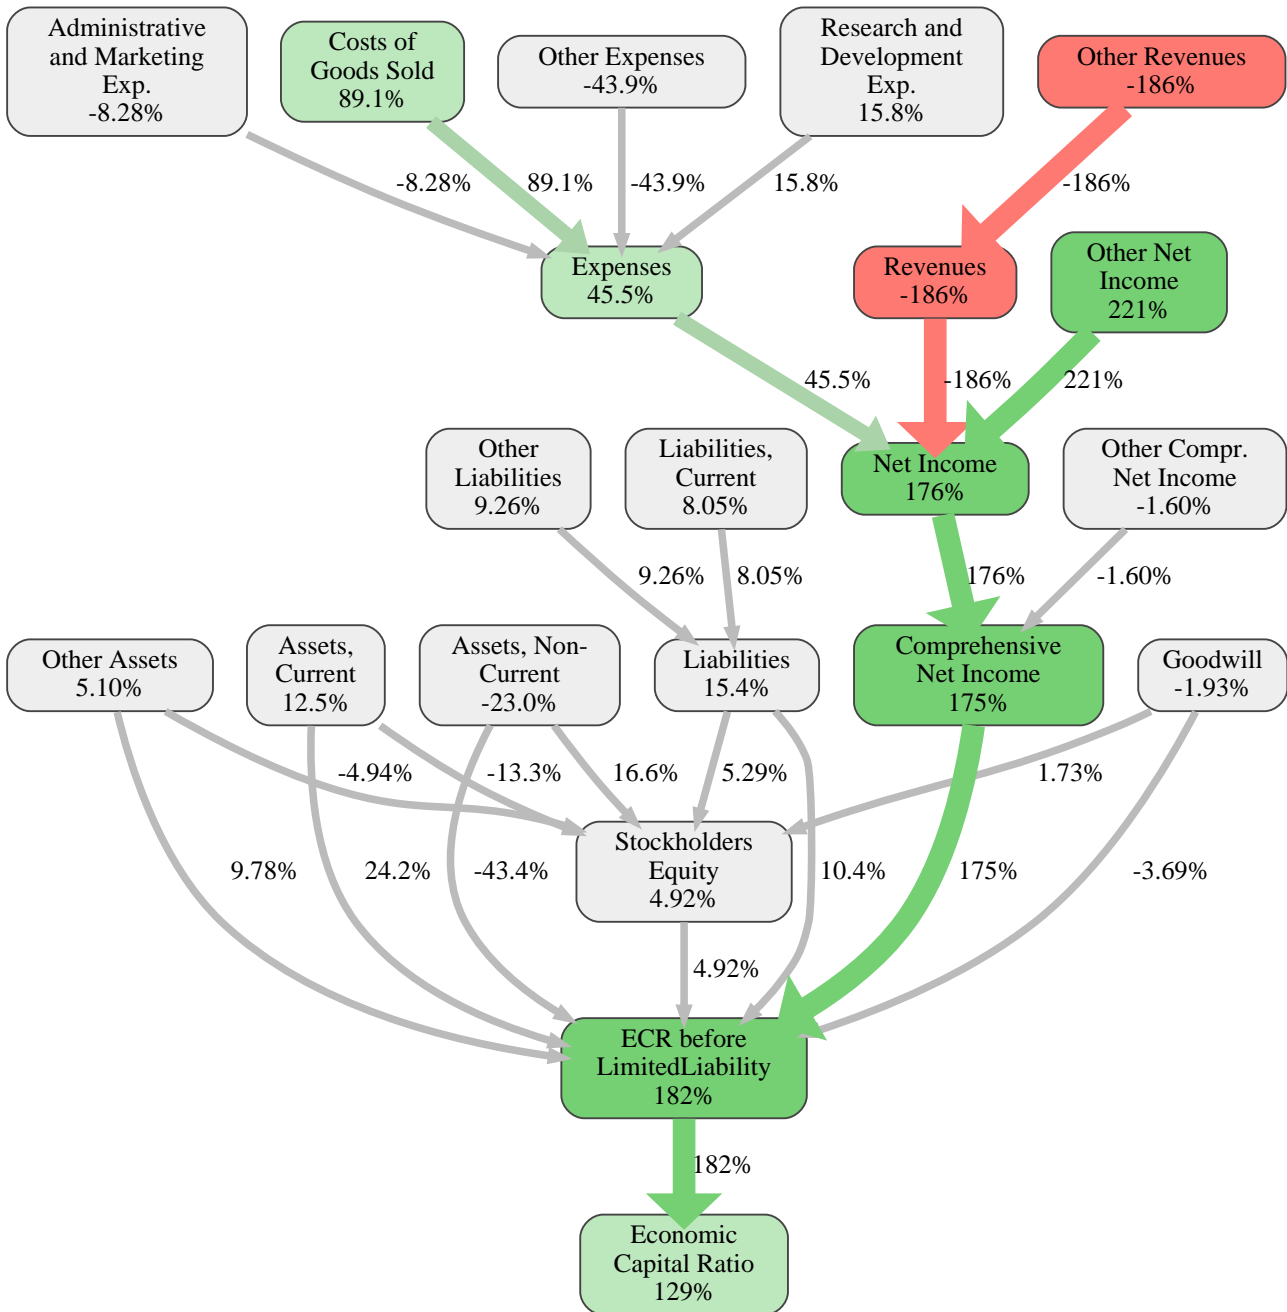 Administrative
and Marketing
Exp.
-8.28%
Costs of
Goods Sold
89.1%
Other Expenses
-43.9%
Research and
Development
Exp.
15.8%
Other Revenues
-186%
-8.28%
89.1%
-43.9%
15.8%
-186%
Expenses
45.5%
Revenues
-186%
Other Net
Income
221%
45.5%
-186%
221%
Other
Liabilities
9.26%
Liabilities,
Current
8.05%
Net Income
176%
Other Compr.
Net Income
-1.60%
9.26%
8.05%
176%
-1.60%
Other Assets
5.10%
Assets,
Current
12.5%
Assets, Non-
Current
-23.0%
Liabilities
15.4%
Comprehensive
Net Income
175%
Goodwill
-1.93%
-4.94%
-13.3%
16.6%
5.29%
1.73%
Stockholders
Equity
4.92%
9.78%
24.2%
-43.4%
10.4%
175%
-3.69%
4.92%
ECR before
LimitedLiability
182%
182%
Economic
Capital Ratio
129%